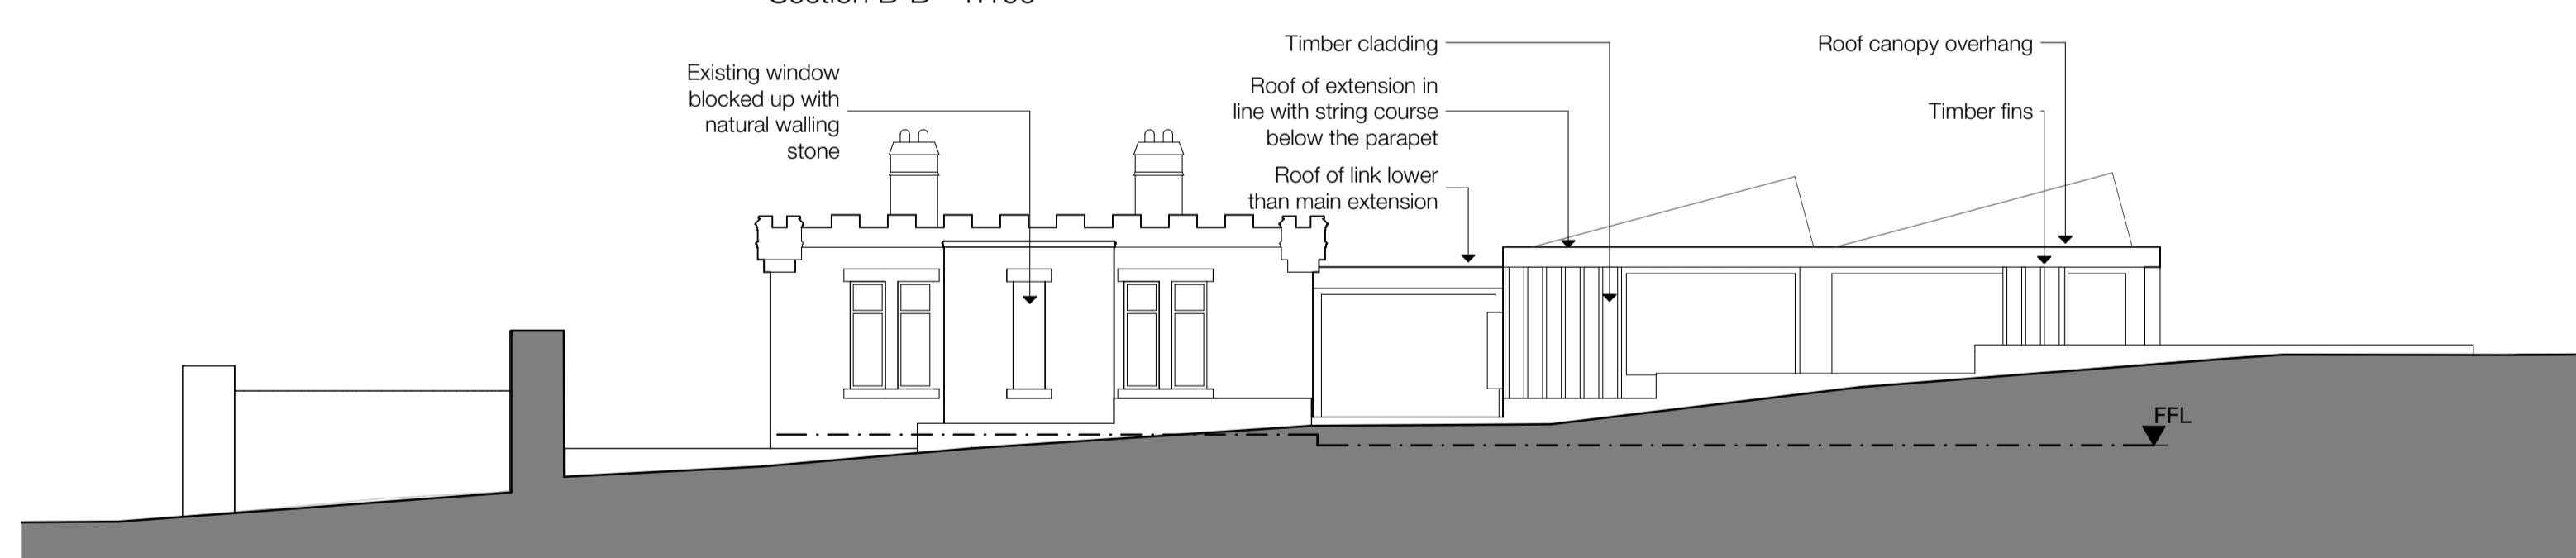 Existing window
blocked up with
natural walling
stone
Timber cladding
Roof of extension in
line with string course
below the parapet
Roof of link lower
than main extension
Roof canopy overhang
Timber fins
FFL